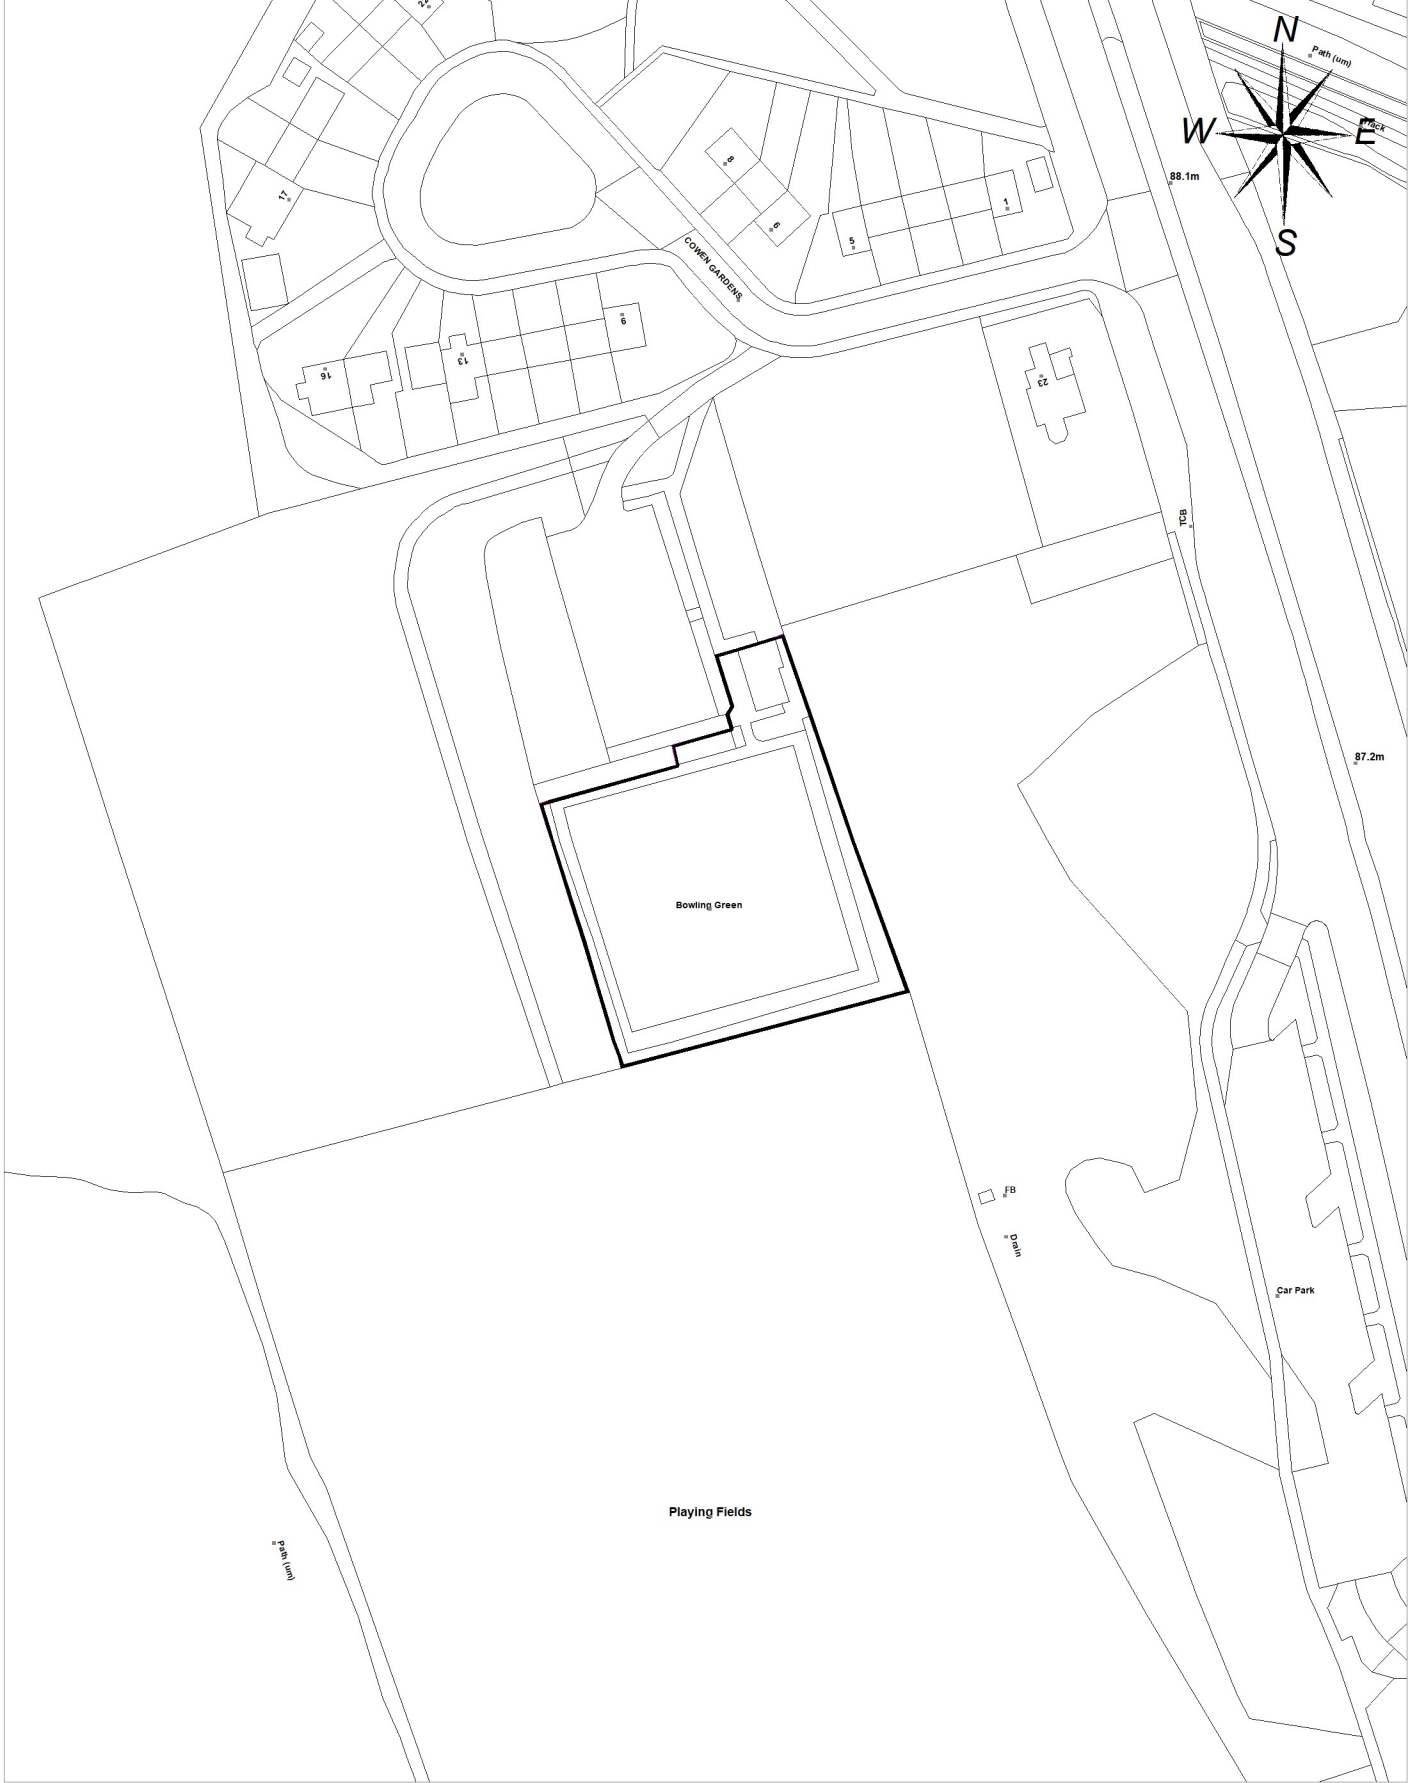 22
N
Path (um)
W
E
Track
S
88.1m
8
6
17
1
5
COWEN GARDENS
9
13
16
23
TCB
87.2m
Bowling Green
FB
Drain
Car Park
Playing Fields
Path (um)